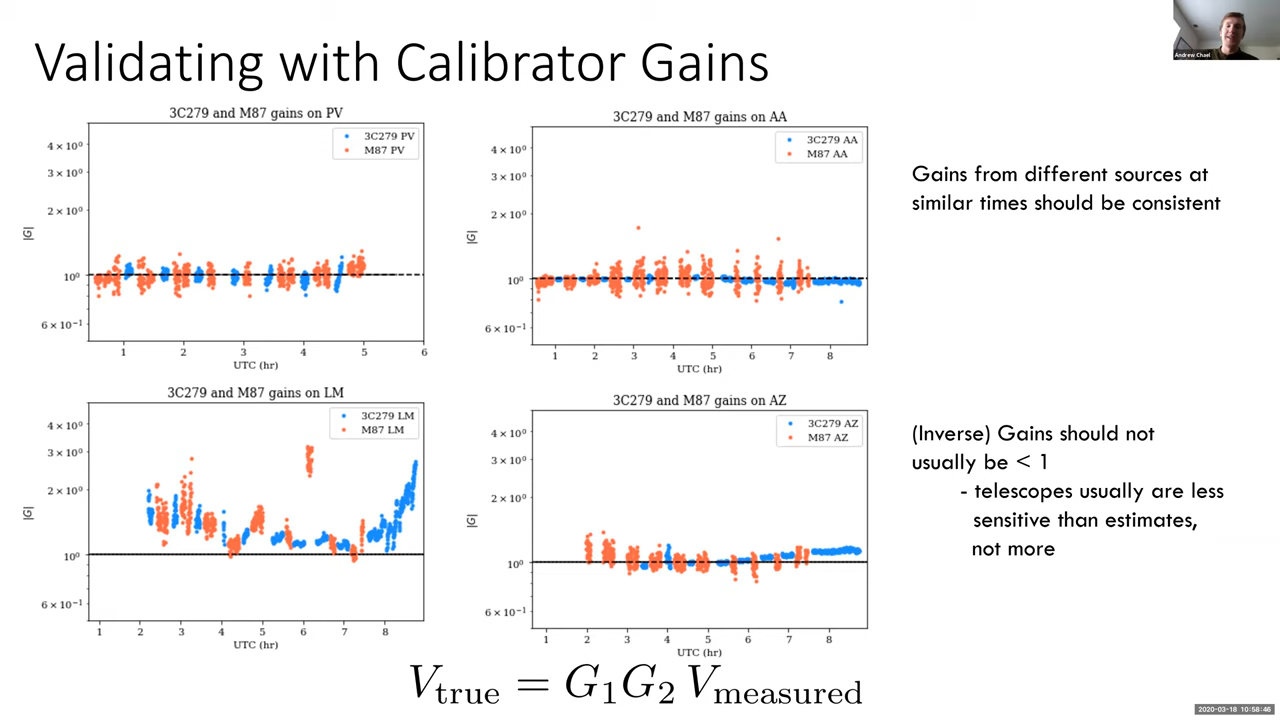 Validating with Calibrator Gains
Andrew Chael
3C279 and M87 gains on PV
3C279 PV
M87 PV
4 × 10⁰
3 × 10⁰
2 × 10⁰
10⁰
6 × 10⁻¹
|G|
1 2 3 4 5 6
UTC (hr)
3C279 and M87 gains on AA
3C279 AA
M87 AA
4 × 10⁰
3 × 10⁰
2 × 10⁰
10⁰
6 × 10⁻¹
|G|
1 2 3 4 5 6 7 8
UTC (hr)
Gains from different sources at
similar times should be consistent
3C279 and M87 gains on LM
3C279 LM
M87 LM
4 × 10⁰
3 × 10⁰
2 × 10⁰
10⁰
6 × 10⁻¹
|G|
1 2 3 4 5 6 7 8
UTC (hr)
3C279 and M87 gains on AZ
3C279 AZ
M87 AZ
4 × 10⁰
3 × 10⁰
2 × 10⁰
10⁰
6 × 10⁻¹
|G|
1 2 3 4 5 6 7 8
UTC (hr)
(Inverse) Gains should not
usually be < 1
- telescopes usually are less
sensitive than estimates,
not more
V_true = G₁G₂ V_measured
2020-03-18 10:58:46